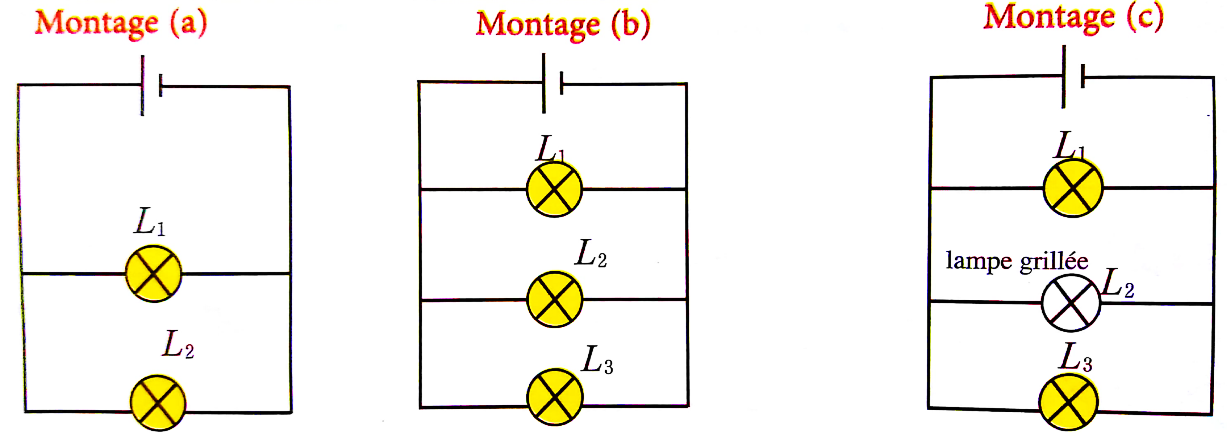 Montage (a)
L₁
L₂
Montage (b)
L₁
L₂
L₃
Montage (c)
L₁
lampe grillée
L₂
L₃